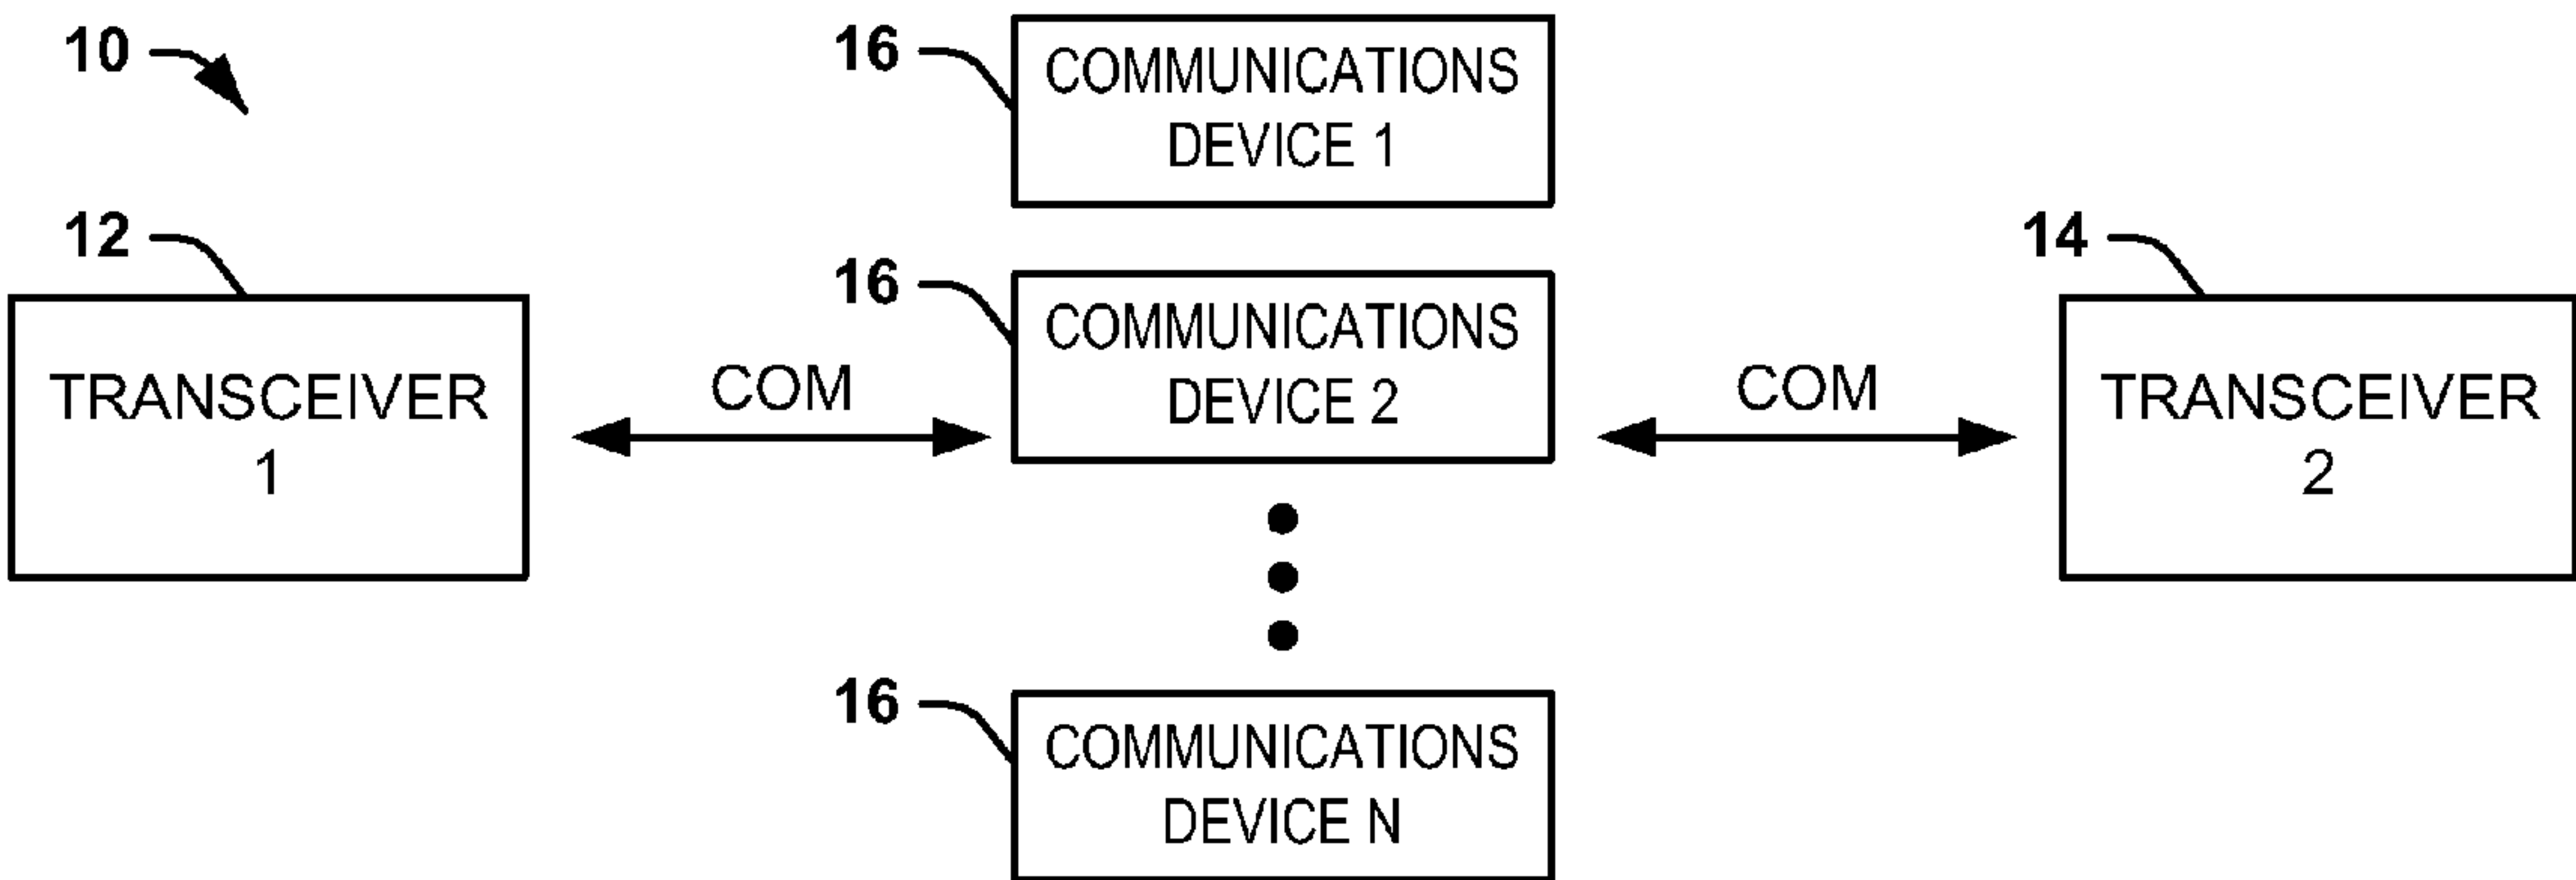 10
16
COMMUNICATIONS
DEVICE 1
12
16
COMMUNICATIONS
DEVICE 2
14
TRANSCEIVER
1
COM
COM
TRANSCEIVER
2
16
COMMUNICATIONS
DEVICE N